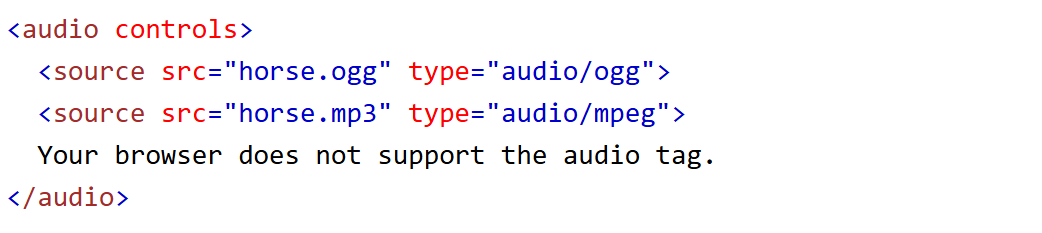 <audio controls>
  <source src="horse.ogg" type="audio/ogg">
  <source src="horse.mp3" type="audio/mpeg">
  Your browser does not support the audio tag.
</audio>